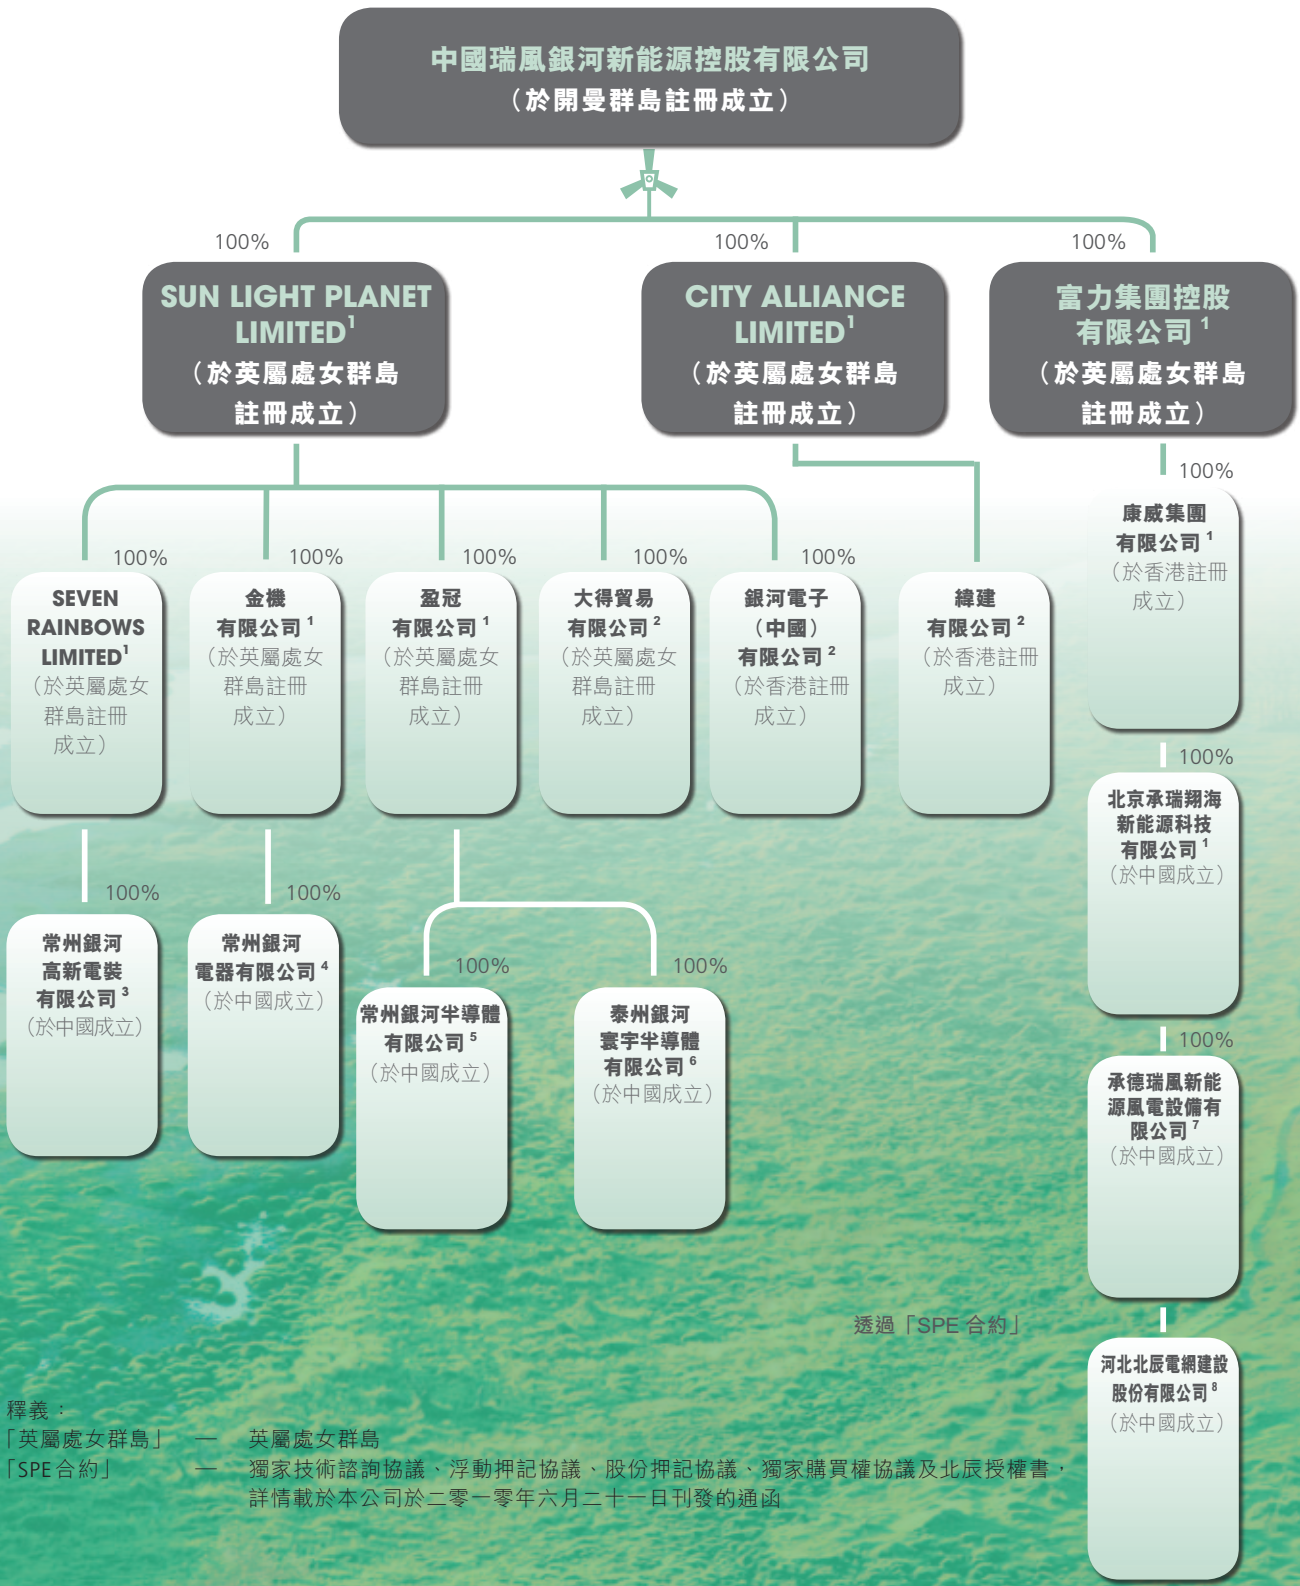 中國瑞風銀河新能源控股有限公司
（於開曼群島註冊成立）
100%
100%
100%
SUN LIGHT PLANET
LIMITED1
（於英屬處女群島
註冊成立）
CITY ALLIANCE
LIMITED1
（於英屬處女群島
註冊成立）
富力集團控股
有限公司1
（於英屬處女群島
註冊成立）
100%
100%
100%
100%
100%
100%
SEVEN
RAINBOWS
LIMITED1
（於英屬處女
群島註冊
成立）
金機
有限公司1
（於英屬處女
群島註冊
成立）
盈冠
有限公司1
（於英屬處女
群島註冊
成立）
大得貿易
有限公司2
（於英屬處女
群島註冊
成立）
銀河電子
（中國）
有限公司2
（於香港註冊
成立）
緯建
有限公司2
（於香港註冊
成立）
康威集團
有限公司1
（於香港註冊
成立）
100%
北京承瑞翔海
新能源科技
有限公司1
（於中國成立）
100%
100%
常州銀河
高新電裝
有限公司3
（於中國成立）
常州銀河
電器有限公司4
（於中國成立）
100%
100%
常州銀河半導體
有限公司5
（於中國成立）
泰州銀河
寰宇半導體
有限公司6
（於中國成立）
100%
承德瑞風新能
源風電設備有
限公司7
（於中國成立）
透過「SPE 合約」
河北北辰電網建設
股份有限公司8
（於中國成立）
釋義：
「英屬處女群島」 — 英屬處女群島
「SPE合約」 — 獨家技術諮詢協議、浮動押記協議、股份押記協議、獨家購買權協議及北辰授權書，
詳情載於本公司於二零一零年六月二十一日刊發的通函